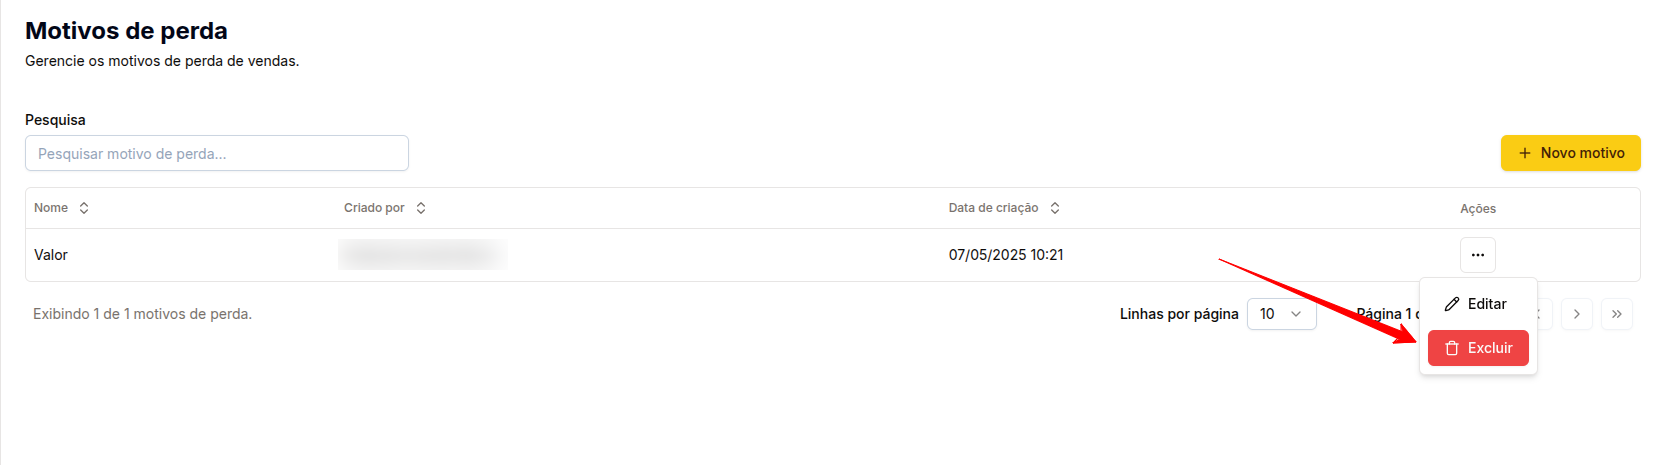 Motivos de perda
Gerencie os motivos de perda de vendas.
Pesquisa
Pesquisar motivo de perda...
Novo motivo
Nome Criado por Data de criação Ações
Valor 07/05/2025 10:21
Exibindo 1 de 1 motivos de perda. Linhas por página 10 Página 1
Editar
Excluir